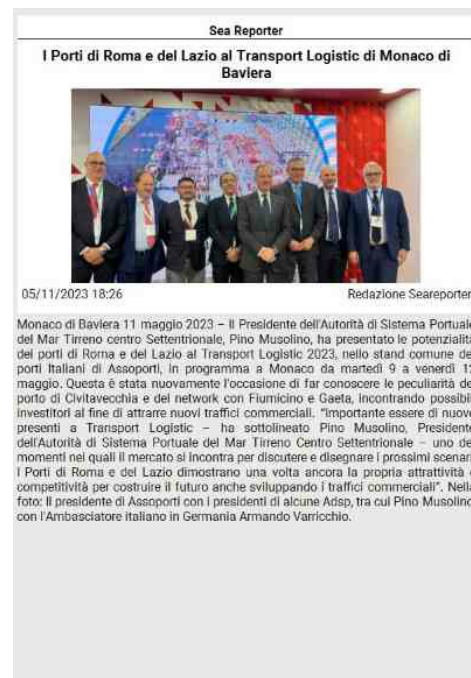 Sea Reporter
I Porti di Roma e del Lazio al Transport Logistic di Monaco di
Baviera
05/11/2023 18:26
Redazione Seareporter
Monaco di Baviera 11 maggio 2023 – Il Presidente dell'Autorità di Sistema Portuale
del Mar Tirreno centro Settentrionale, Pino Musolino, ha presentato le potenzialità
dei porti di Roma e del Lazio al Transport Logistic 2023, nello stand comune de
porti Italiani di Assoporti, in programma a Monaco da martedì 9 a venerdì 12
maggio. Questa è stata nuovamente l'occasione di far conoscere le peculiarità de
porto di Civitavecchia e del network con Fiumicino e Gaeta, incontrando possibil
investitori al fine di attrarre nuovi traffici commerciali. "Importante essere di nuovo
presenti a Transport Logistic – ha sottolineato Pino Musolino, Presidente
dell'Autorità di Sistema Portuale del Mar Tirreno Centro Settentrionale – uno de
momenti nei quali il mercato si incontra per discutere e disegnare i prossimi scenari
I Porti di Roma e del Lazio dimostrano una volta ancora la propria attrattività e
competitività per costruire il futuro anche sviluppando i traffici commerciali". Nella
foto: Il presidente di Assoporti con i presidenti di alcune Adsp, tra cui Pino Musolino
con l'Ambasciatore italiano in Germania Armando Varricchio.